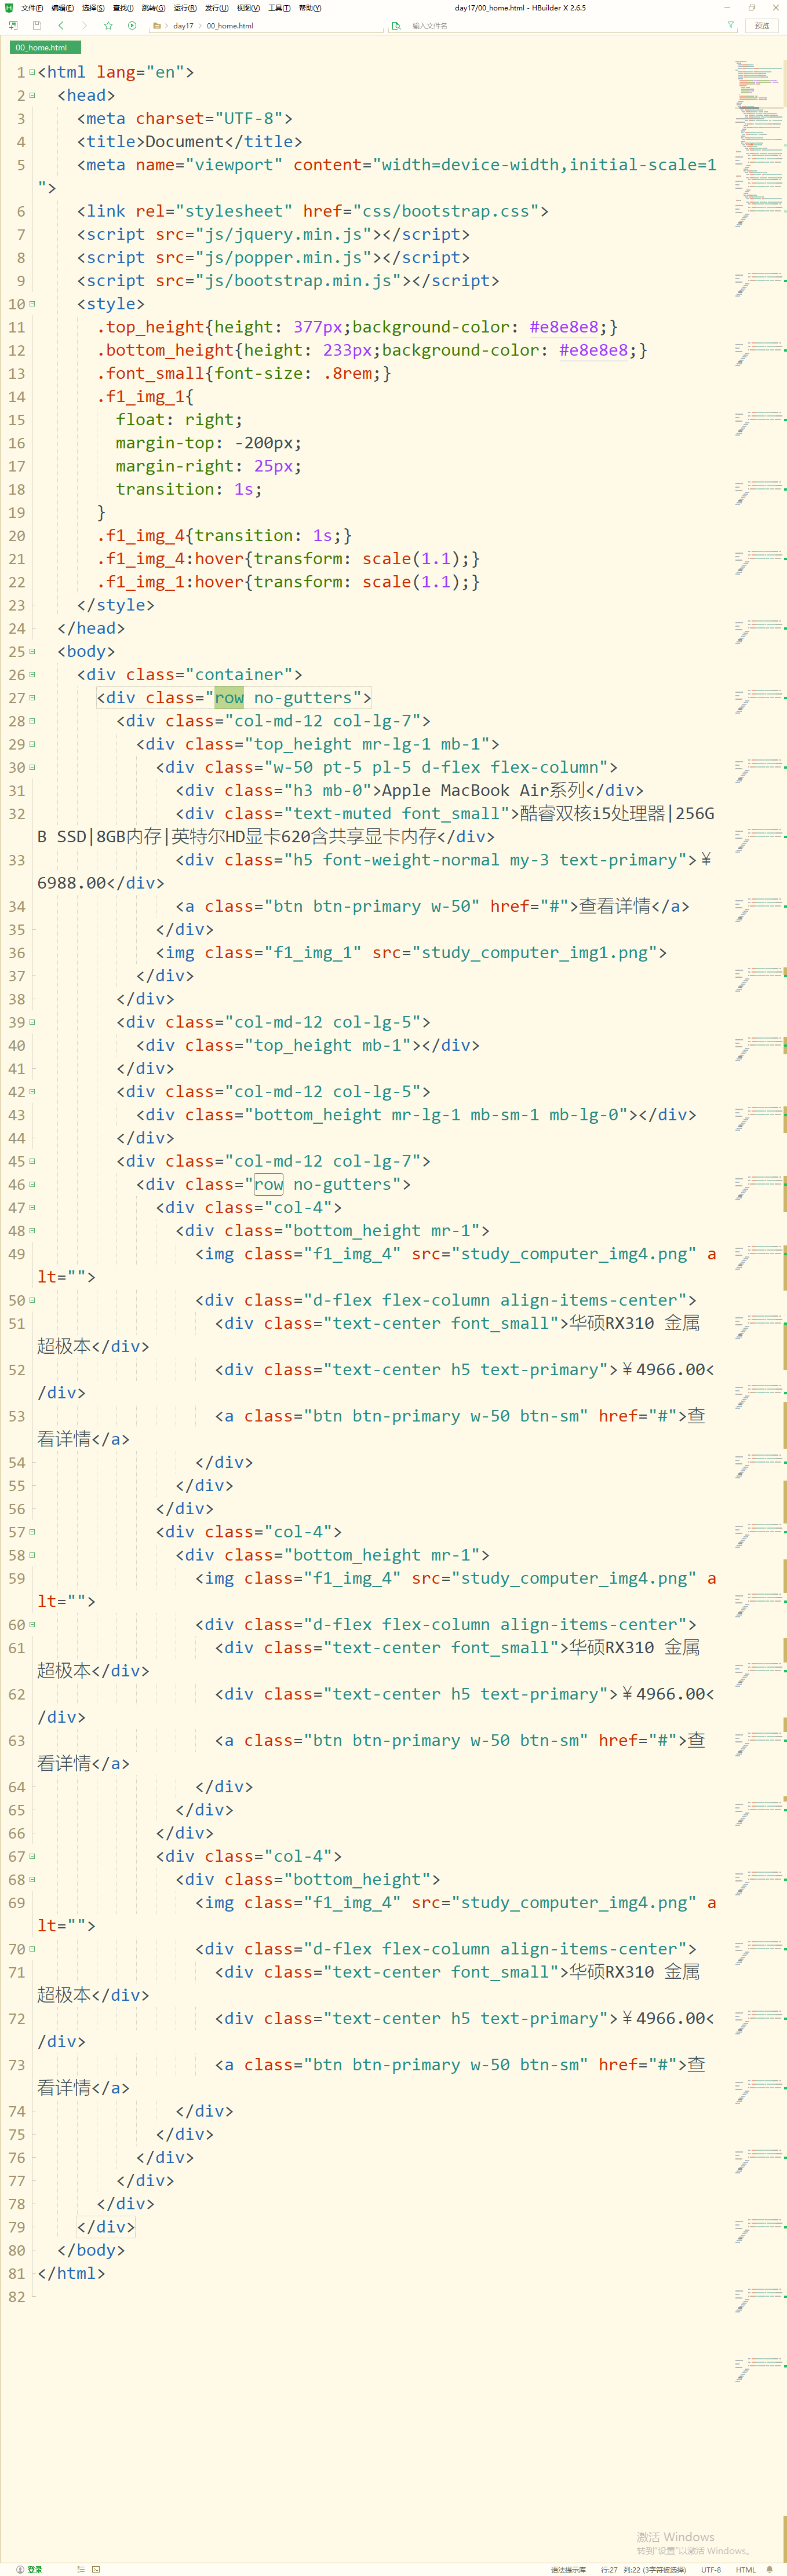 文件(F) 编辑(E) 选择(S) 查找(I) 跳转(G) 运行(R) 发行(U) 视图(V) 工具(T) 帮助(Y) day17/00_home.html - HBuilder X 2.6.5
day17 00_home.html 输入文件名 预览
00_home.html
1 <html lang="en">
2 <head>
3 <meta charset="UTF-8">
4 <title>Document</title>
5 <meta name="viewport" content="width=device-width,initial-scale=1
">
6 <link rel="stylesheet" href="css/bootstrap.css">
7 <script src="js/jquery.min.js"></script>
8 <script src="js/popper.min.js"></script>
9 <script src="js/bootstrap.min.js"></script>
10 <style>
11 .top_height{height: 377px;background-color: #e8e8e8;}
12 .bottom_height{height: 233px;background-color: #e8e8e8;}
13 .font_small{font-size: .8rem;}
14 .f1_img_1{
15 float: right;
16 margin-top: -200px;
17 margin-right: 25px;
18 transition: 1s;
19 }
20 .f1_img_4{transition: 1s;}
21 .f1_img_4:hover{transform: scale(1.1);}
22 .f1_img_1:hover{transform: scale(1.1);}
23 </style>
24 </head>
25 <body>
26 <div class="container">
27 <div class="row no-gutters">
28 <div class="col-md-12 col-lg-7">
29 <div class="top_height mr-lg-1 mb-1">
30 <div class="w-50 pt-5 pl-5 d-flex flex-column">
31 <div class="h3 mb-0">Apple MacBook Air系列</div>
32 <div class="text-muted font_small">酷睿双核i5处理器|256G
B SSD|8GB内存|英特尔HD显卡620含共享显卡内存</div>
33 <div class="h5 font-weight-normal my-3 text-primary">￥
6988.00</div>
34 <a class="btn btn-primary w-50" href="#">查看详情</a>
35 </div>
36 <img class="f1_img_1" src="study_computer_img1.png">
37 </div>
38 </div>
39 <div class="col-md-12 col-lg-5">
40 <div class="top_height mb-1"></div>
41 </div>
42 <div class="col-md-12 col-lg-5">
43 <div class="bottom_height mr-lg-1 mb-sm-1 mb-lg-0"></div>
44 </div>
45 <div class="col-md-12 col-lg-7">
46 <div class="row no-gutters">
47 <div class="col-4">
48 <div class="bottom_height mr-1">
49 <img class="f1_img_4" src="study_computer_img4.png" a
lt="">
50 <div class="d-flex flex-column align-items-center">
51 <div class="text-center font_small">华硕RX310 金属
超极本</div>
52 <div class="text-center h5 text-primary">￥4966.00<
/div>
53 <a class="btn btn-primary w-50 btn-sm" href="#">查
看详情</a>
54 </div>
55 </div>
56 </div>
57 <div class="col-4">
58 <div class="bottom_height mr-1">
59 <img class="f1_img_4" src="study_computer_img4.png" a
lt="">
60 <div class="d-flex flex-column align-items-center">
61 <div class="text-center font_small">华硕RX310 金属
超极本</div>
62 <div class="text-center h5 text-primary">￥4966.00<
/div>
63 <a class="btn btn-primary w-50 btn-sm" href="#">查
看详情</a>
64 </div>
65 </div>
66 </div>
67 <div class="col-4">
68 <div class="bottom_height">
69 <img class="f1_img_4" src="study_computer_img4.png" a
lt="">
70 <div class="d-flex flex-column align-items-center">
71 <div class="text-center font_small">华硕RX310 金属
超极本</div>
72 <div class="text-center h5 text-primary">￥4966.00<
/div>
73 <a class="btn btn-primary w-50 btn-sm" href="#">查
看详情</a>
74 </div>
75 </div>
76 </div>
77 </div>
78 </div>
79 </div>
80 </body>
81 </html>
82
激活 Windows
转到"设置"以激活 Windows。
登录 语法提示库 行:27 列:22 (3字符被选择) UTF-8 HTML